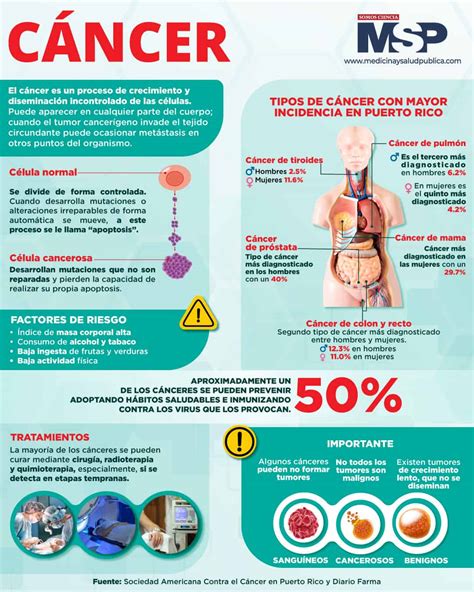 CÁNCER
SOMOS CIENCIA
MSP
www.medicinaysaludpublica.com
El cáncer es un proceso de crecimiento y
diseminación incontrolado de las células.
Puede aparecer en cualquier parte del cuerpo;
cuando el tumor cancerígeno invade el tejido
circundante puede ocasionar metástasis en
otros puntos del organismo.
Célula normal
Se divide de forma controlada.
Cuando desarrolla mutaciones o
alteraciones irreparables de forma
automática se mueve, a este
proceso se le llama “apoptosis”.
Célula cancerosa
Desarrollan mutaciones que no son
reparadas y pierden la capacidad de
realizar su propia apoptosis.
FACTORES DE RIESGO
• Índice de masa corporal alta
• Consumo de alcohol y tabaco
• Baja ingesta de frutas y verduras
• Baja actividad física
TIPOS DE CÁNCER CON MAYOR
INCIDENCIA EN PUERTO RICO
Cáncer de tiroides
♂ Hombres 2.5%
♀ Mujeres 11.6%
Cáncer de pulmón
♂ Es el tercero más
diagnosticado
en hombres 6.2%
♀ En mujeres es
el quinto más
diagnosticado
4.2%
Cáncer
de próstata
Tipo de cáncer
más diagnosticado
en los hombres
con un 40%
Cáncer de mama
Cáncer más
diagnosticado en
las mujeres con un
29.7%
Cáncer de colon y recto
Segundo tipo de cáncer más diagnosticado
entre hombres y mujeres.
♂ 12.3% en hombres
♀ 11.0% en mujeres
APROXIMADAMENTE UN
DE LOS CÁNCERES SE PUEDEN PREVENIR
ADOPTANDO HÁBITOS SALUDABLES E INMUNIZANDO
CONTRA LOS VIRUS QUE LOS PROVOCAN.
50%
TRATAMIENTOS
La mayoría de los cánceres se pueden
curar mediante cirugía, radioterapia
y quimioterapia, especialmente, si se
detecta en etapas tempranas.
IMPORTANTE
Algunos cánceres
pueden no formar
tumores
No todos los
tumores son
malignos
Existen tumores
de crecimiento
lento, que no se
diseminan
SANGUÍNEOS
CANCEROSOS
BENIGNOS
Fuente: Sociedad Americana Contra el Cáncer en Puerto Rico y Diario Farma